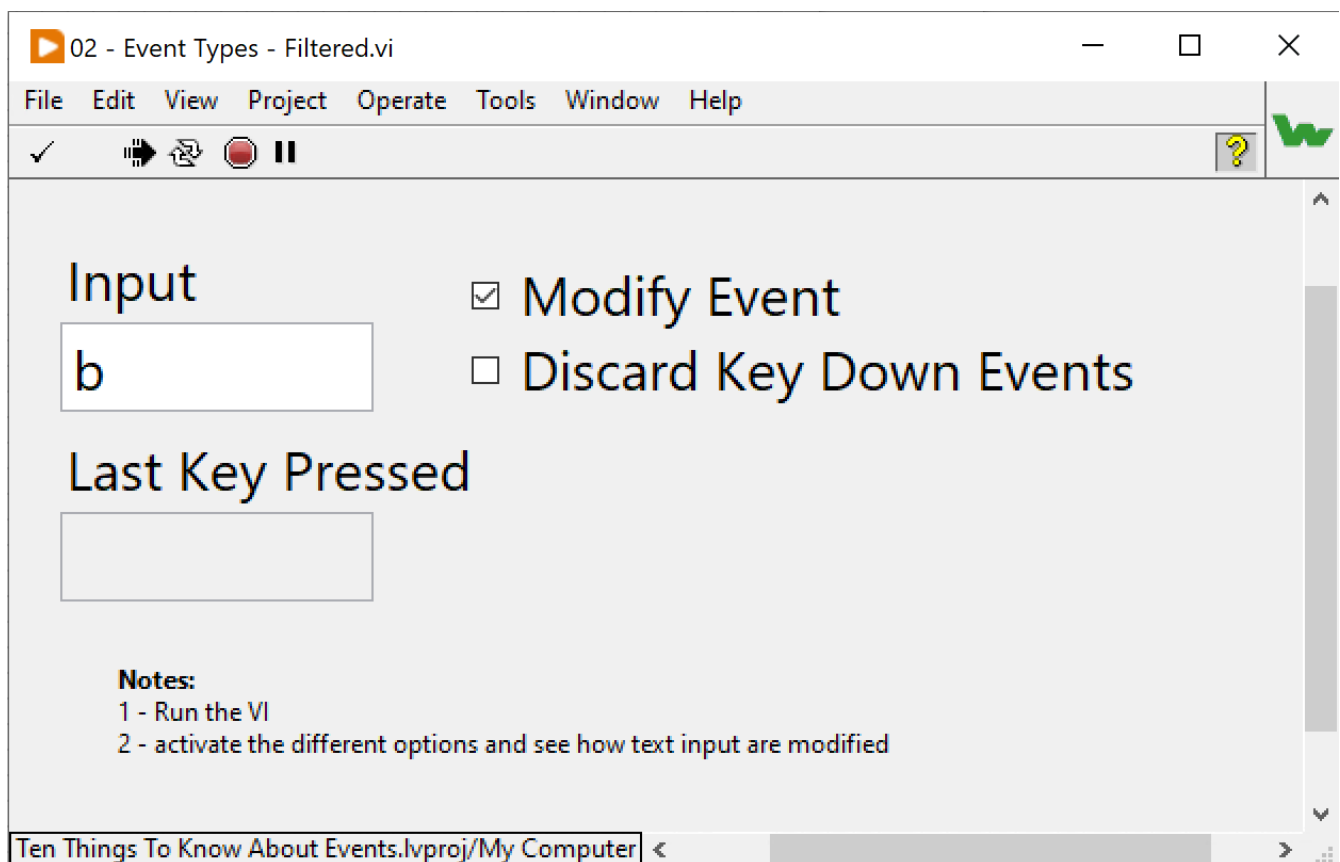 02 - Event Types - Filtered.vi
File Edit View Project Operate Tools Window Help
Input
Modify Event
b
Discard Key Down Events
Last Key Pressed
Notes:
1 - Run the VI
2 - activate the different options and see how text input are modified
Ten Things To Know About Events.lvproj/My Computer